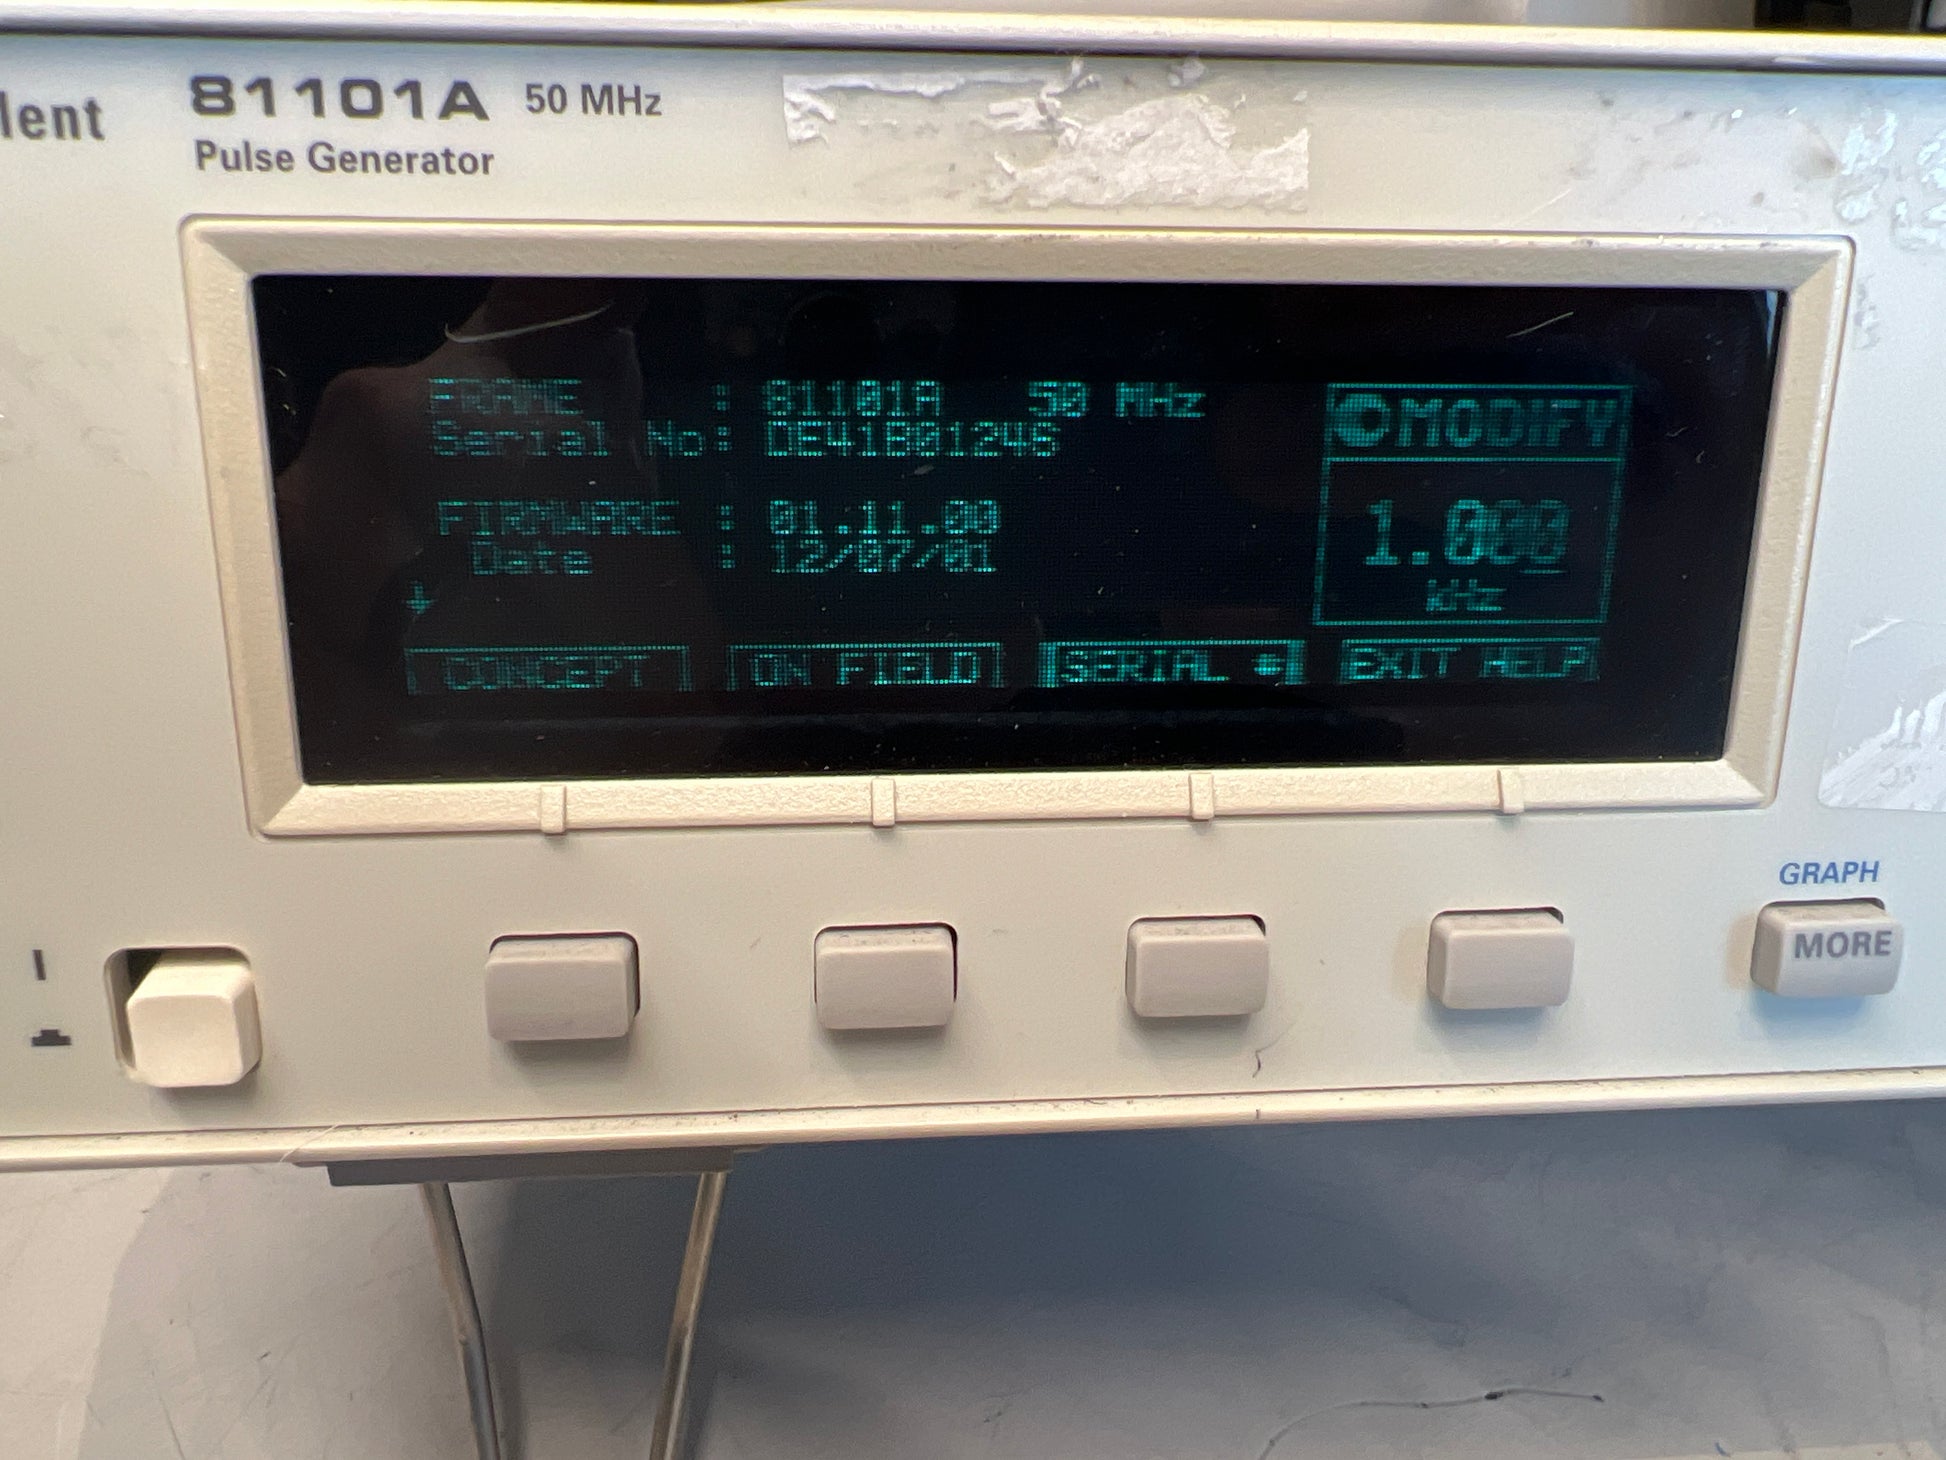 lent 81101A 50 MHz
Pulse Generator
FRAME : 81101A 50 MHz
Serial No: DE41B01246
FIRMWARE : 01.11.00
Date : 12/07/01
MODIFY
1.000
kHz
CONCEPT ON FIELD SERIAL EXIT HELP
GRAPH
MORE